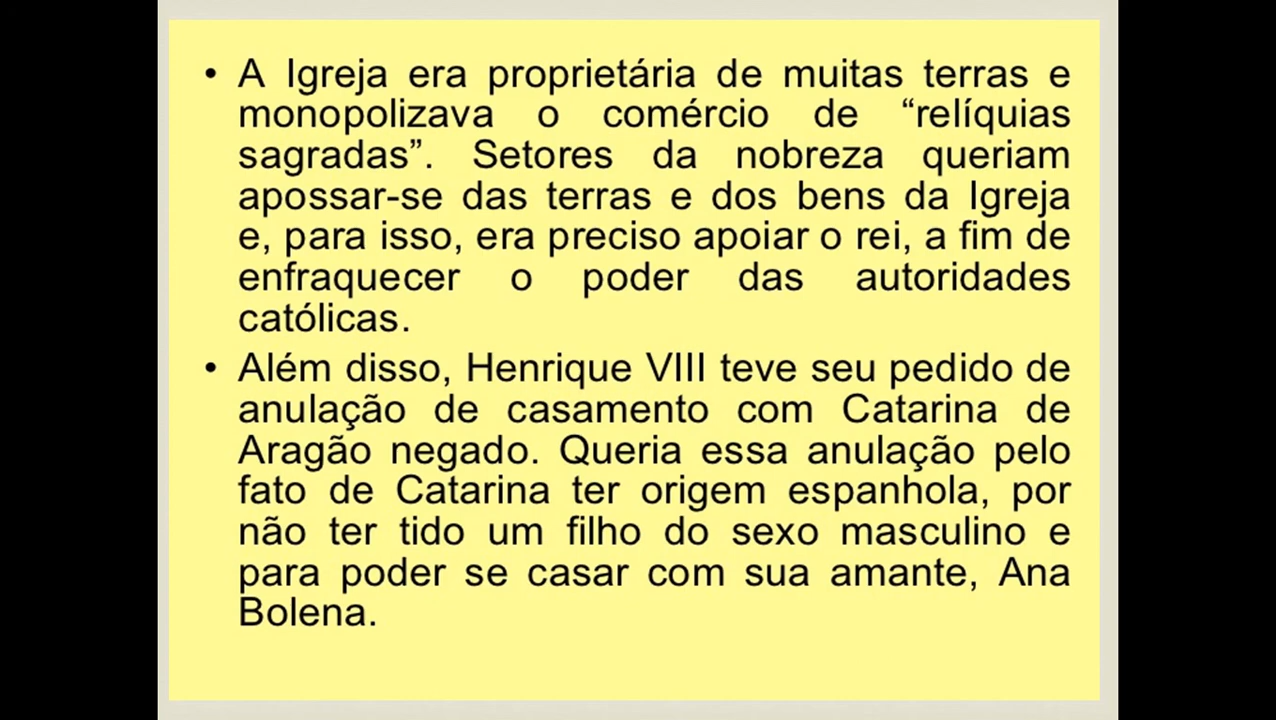 • A Igreja era proprietária de muitas terras e
monopolizava o comércio de “relíquias
sagradas”. Setores da nobreza queriam
apossar-se das terras e dos bens da Igreja
e, para isso, era preciso apoiar o rei, a fim de
enfraquecer o poder das autoridades
católicas.
• Além disso, Henrique VIII teve seu pedido de
anulação de casamento com Catarina de
Aragão negado. Queria essa anulação pelo
fato de Catarina ter origem espanhola, por
não ter tido um filho do sexo masculino e
para poder se casar com sua amante, Ana
Bolena.